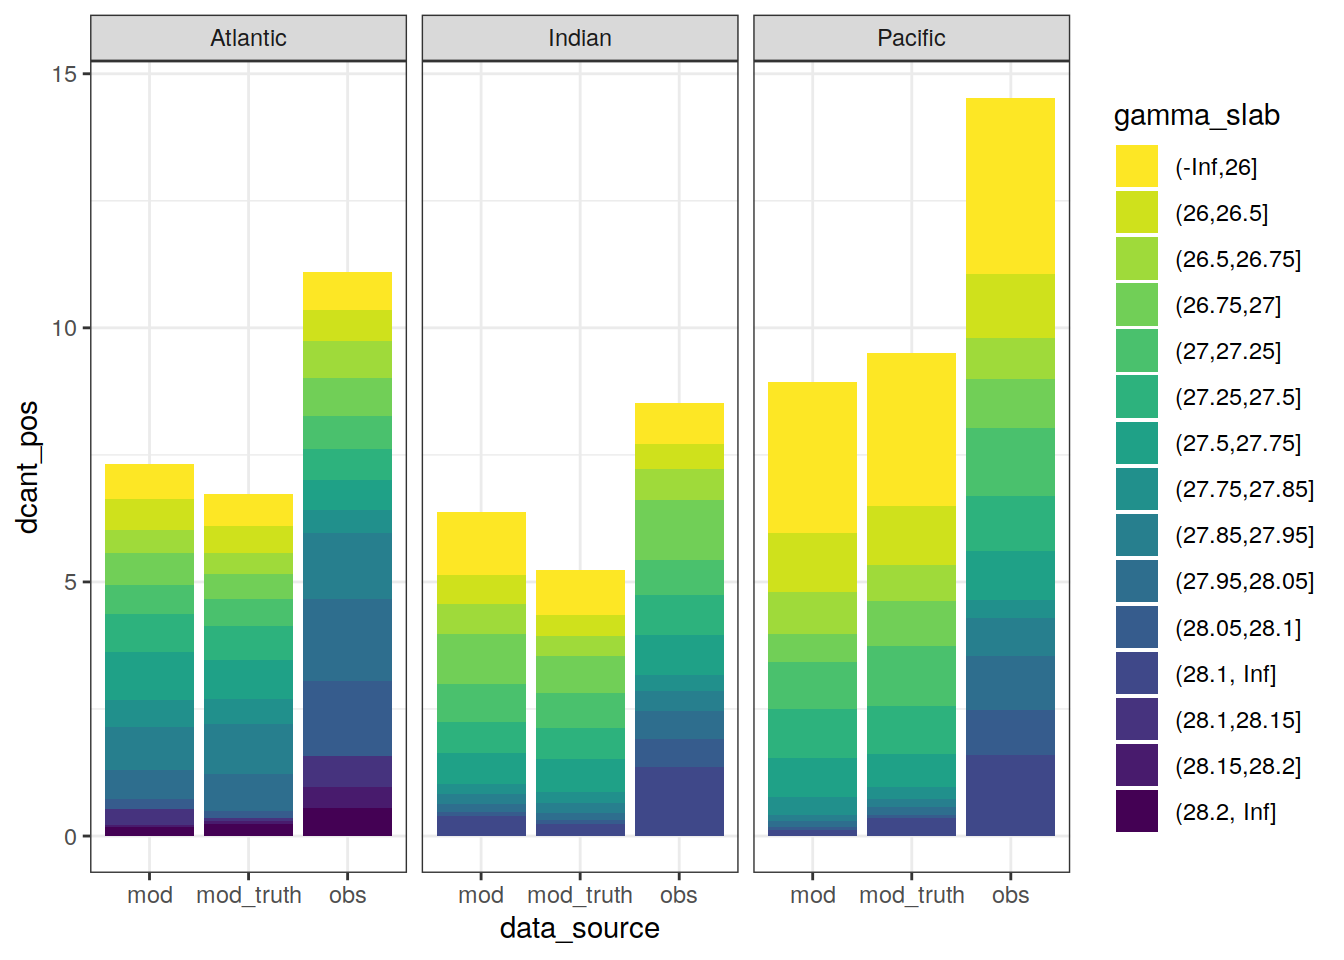 Atlantic
Indian
Pacific
15
10
5
0
dcant_pos
mod
mod_truth
obs
mod
mod_truth
obs
mod
mod_truth
obs
data_source
gamma_slab
(-Inf,26]
(26,26.5]
(26.5,26.75]
(26.75,27]
(27,27.25]
(27.25,27.5]
(27.5,27.75]
(27.75,27.85]
(27.85,27.95]
(27.95,28.05]
(28.05,28.1]
(28.1, Inf]
(28.1,28.15]
(28.15,28.2]
(28.2, Inf]